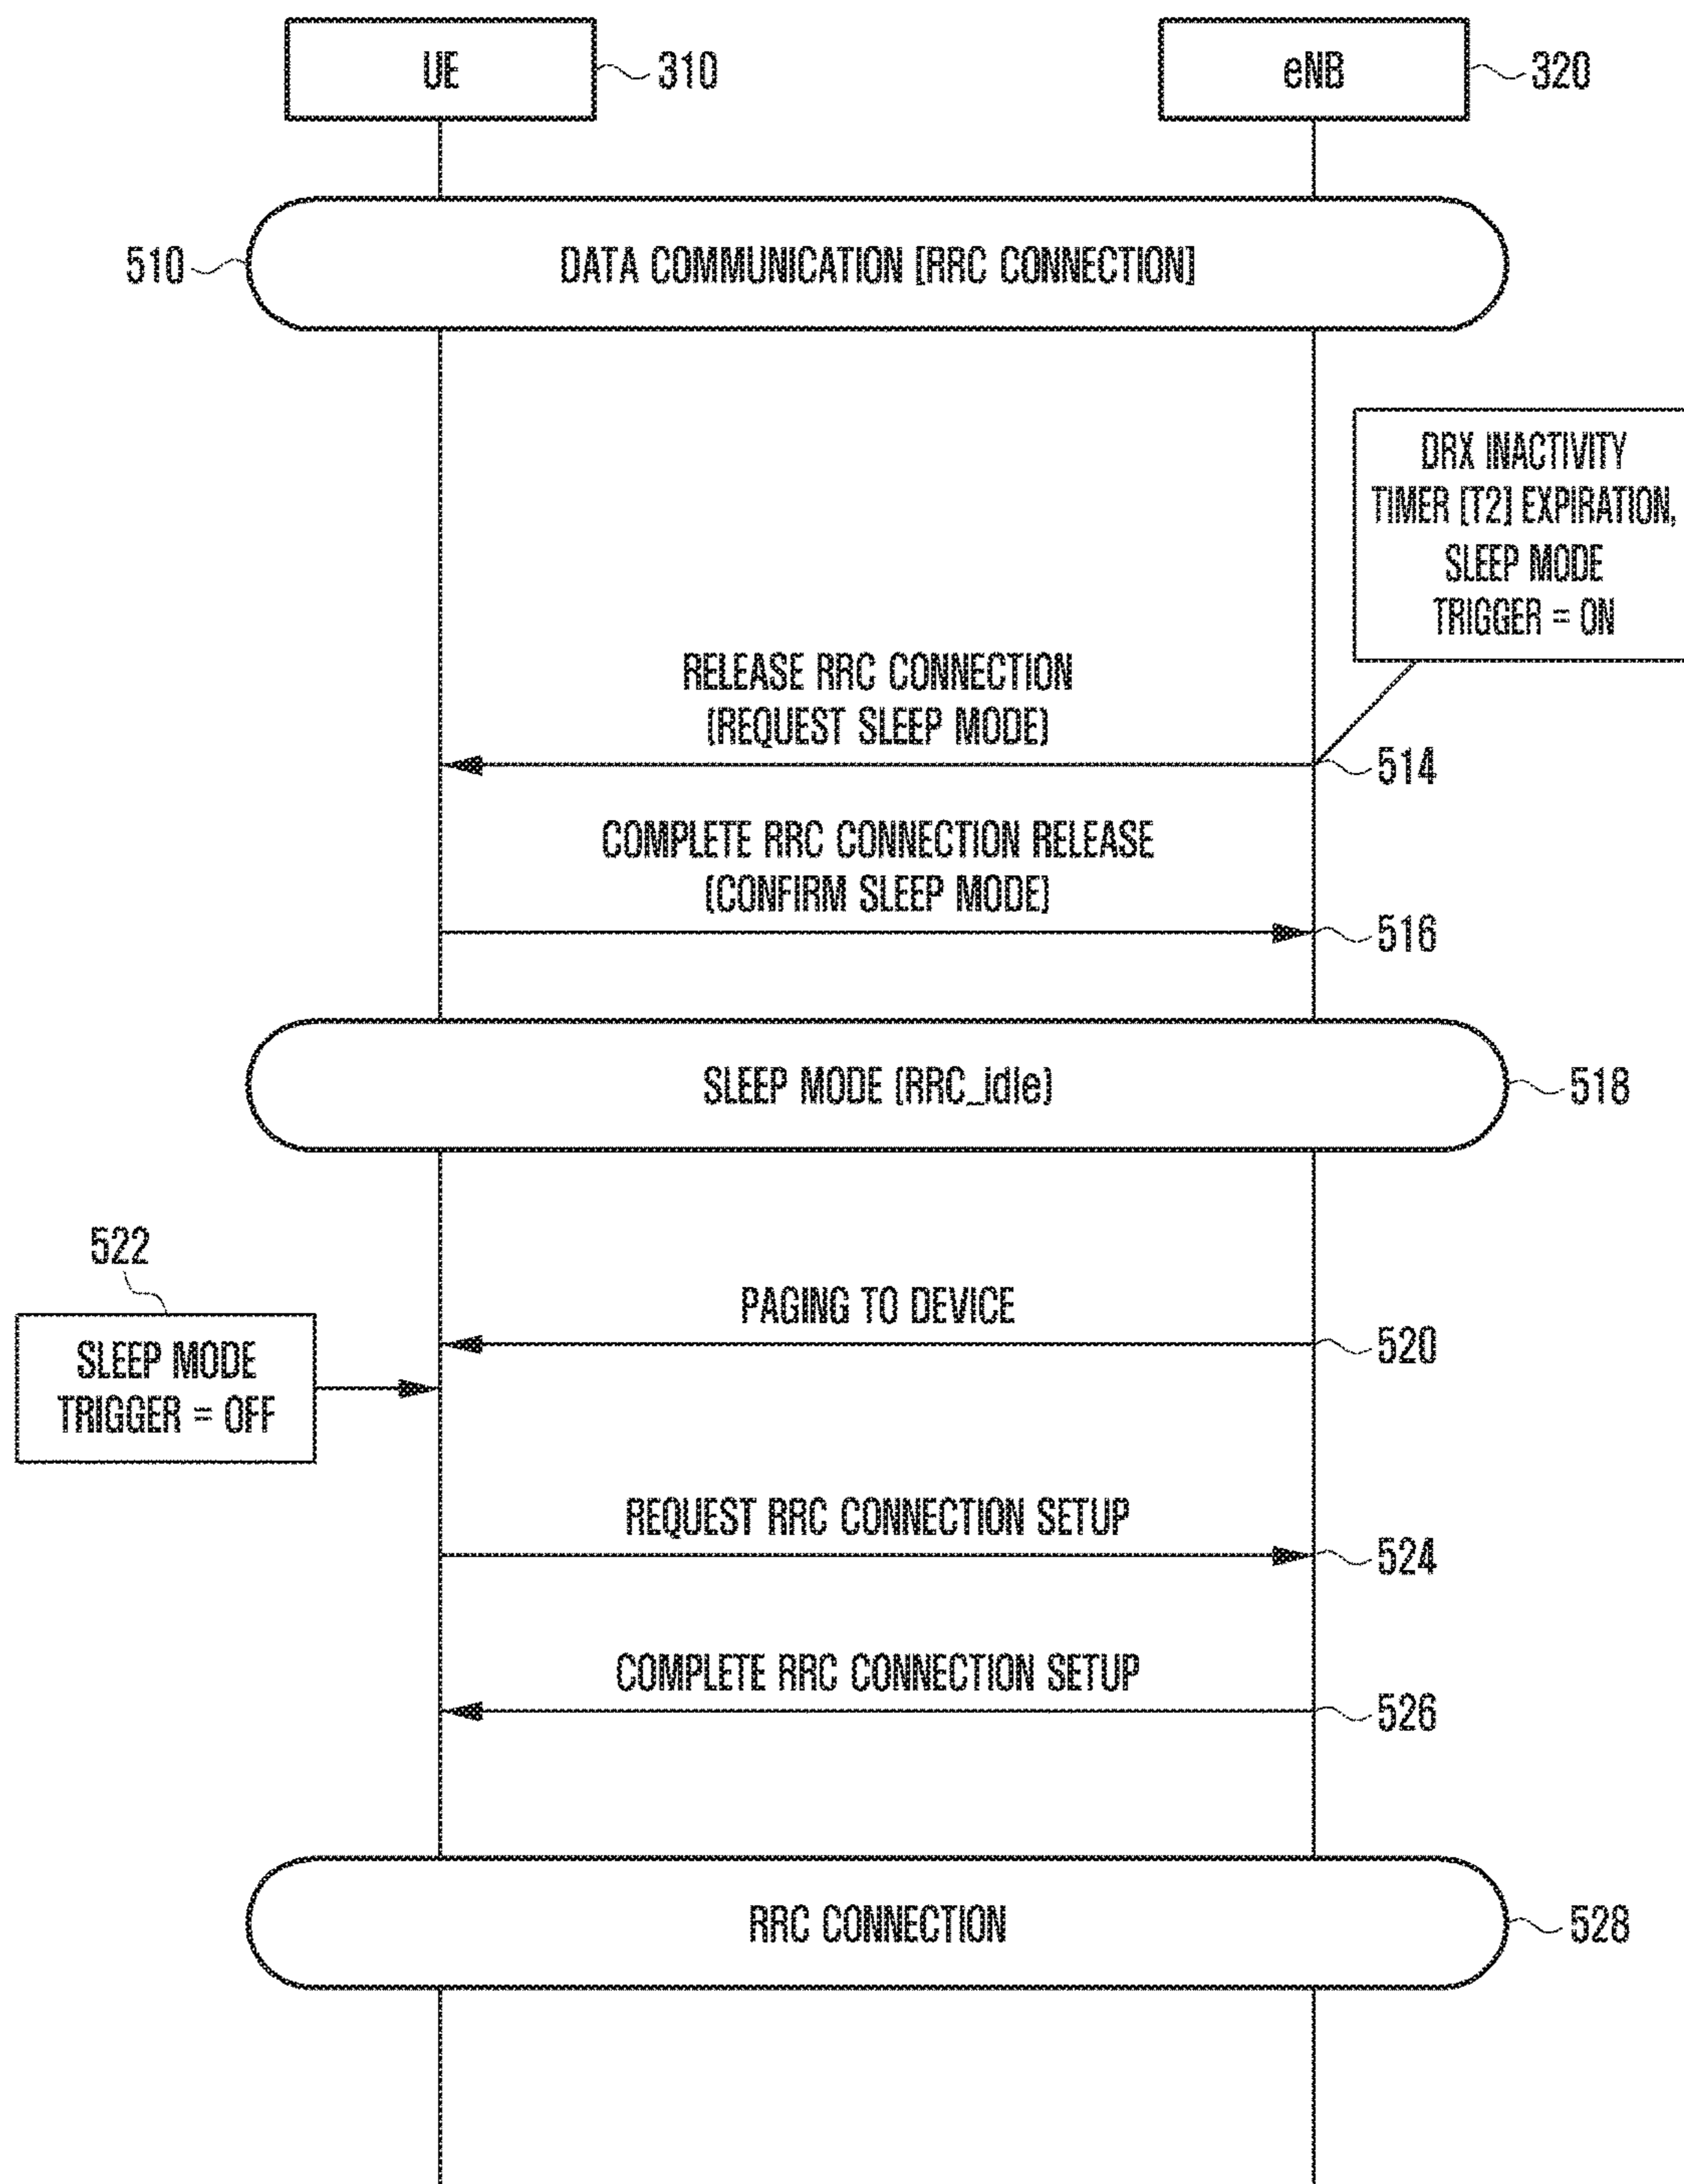 UE
310
eNB
320
510
DATA COMMUNICATION [RRC CONNECTION]
DRX INACTIVITY
TIMER [T2] EXPIRATION,
SLEEP MODE
TRIGGER = ON
RELEASE RRC CONNECTION
(REQUEST SLEEP MODE)
514
COMPLETE RRC CONNECTION RELEASE
(CONFIRM SLEEP MODE)
516
SLEEP MODE (RRC_idle)
518
522
PAGING TO DEVICE
520
SLEEP MODE
TRIGGER = OFF
REQUEST RRC CONNECTION SETUP
524
COMPLETE RRC CONNECTION SETUP
526
RRC CONNECTION
528